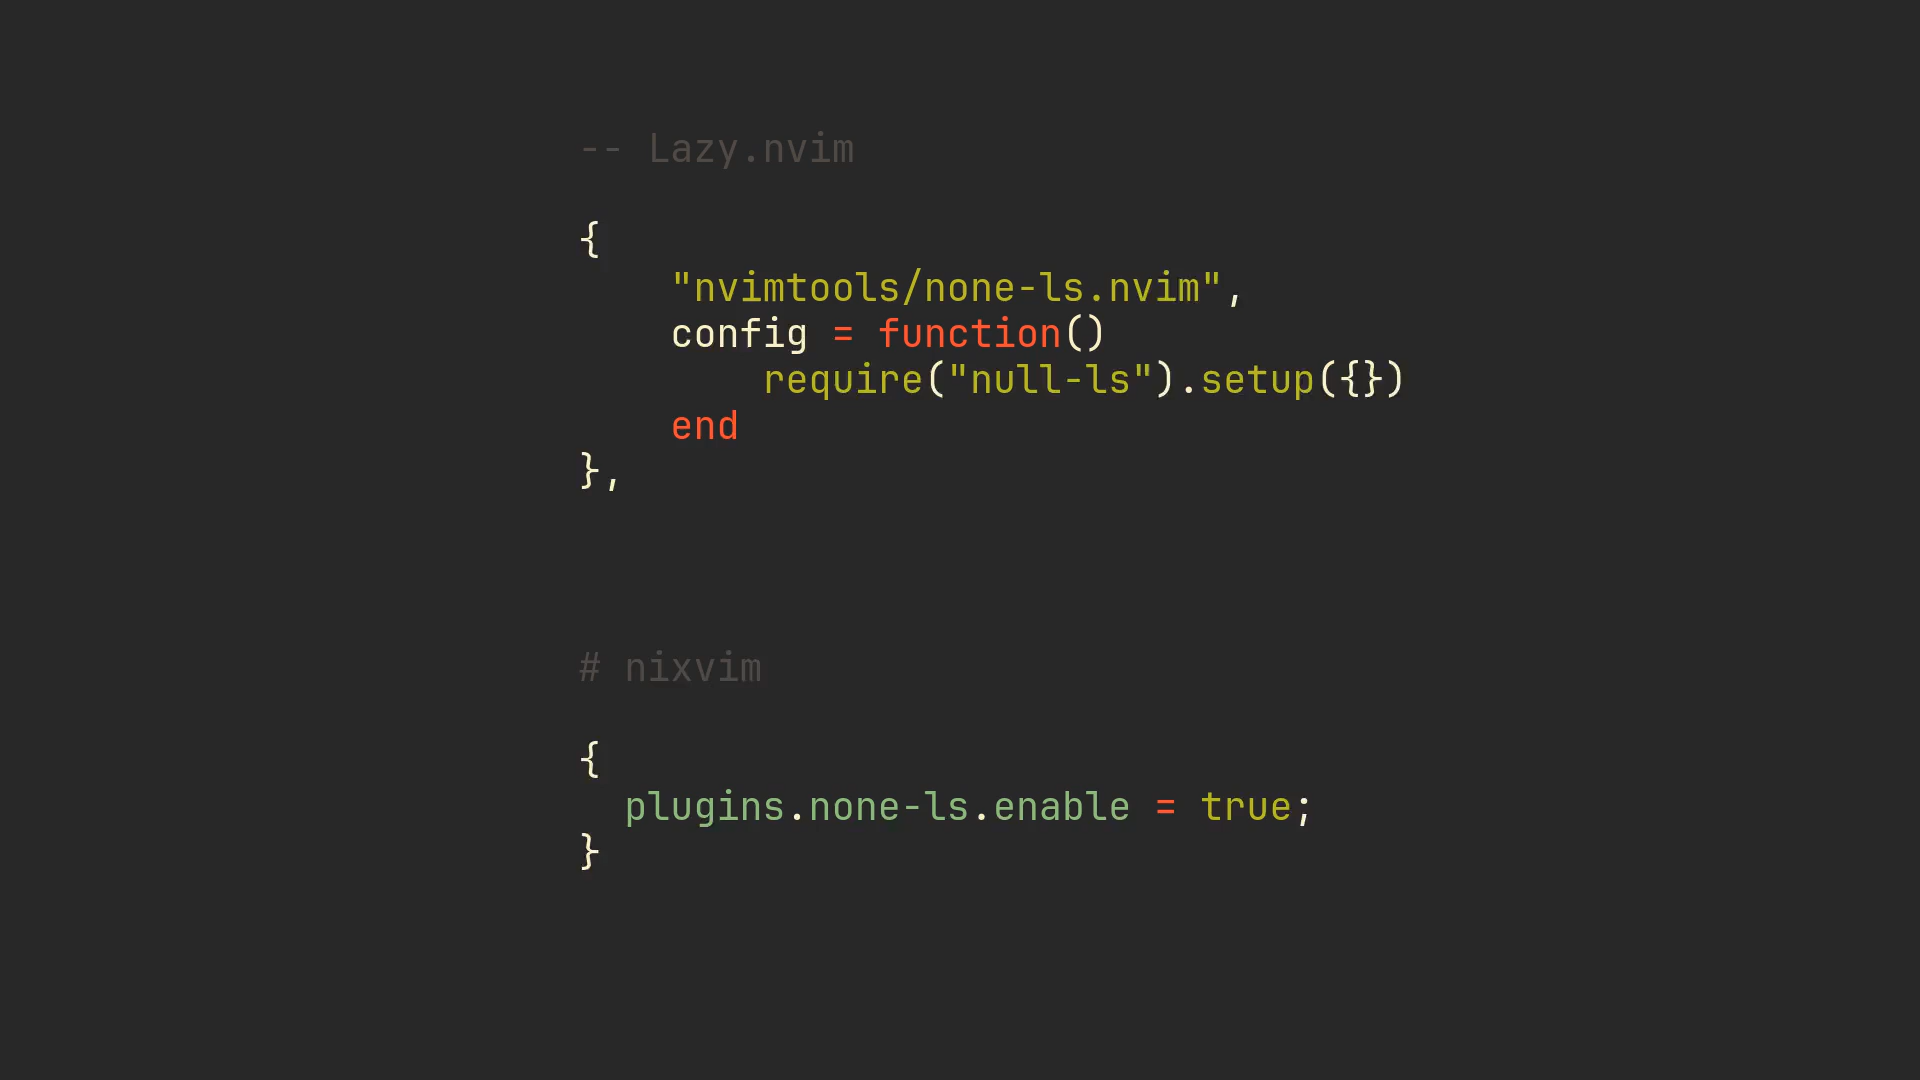 -- Lazy.nvim
{
    "nvimtools/none-ls.nvim",
    config = function()
        require("null-ls").setup({})
    end
},
# nixvim
{
  plugins.none-ls.enable = true;
}